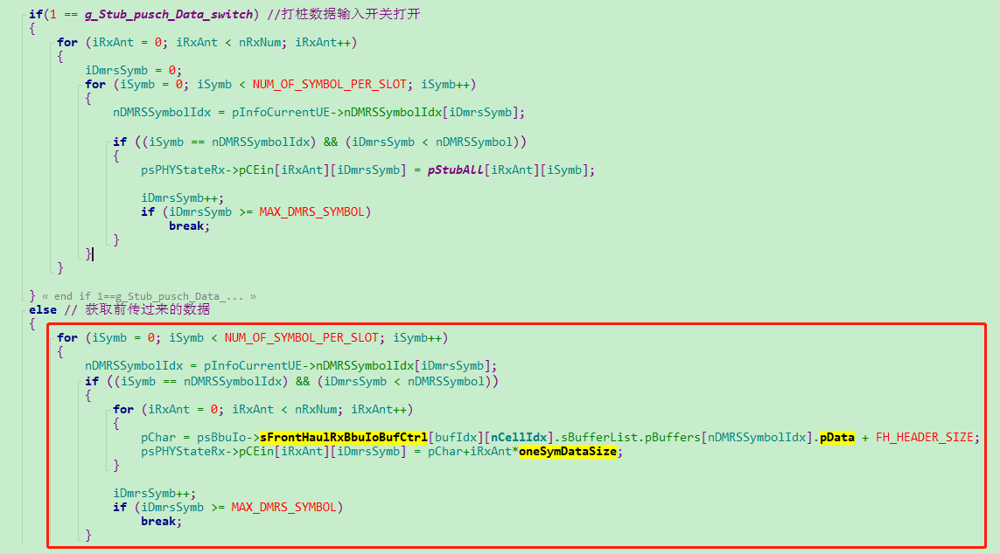 if(1 == g_Stub_pusch_Data_switch) //打桩数据输入开关打开
{
for (iRxAnt = 0; iRxAnt < nRxNum; iRxAnt++)
{
iDmrsSymb = 0;
for (iSymb = 0; iSymb < NUM_OF_SYMBOL_PER_SLOT; iSymb++)
{
nDMRSSymbolIdx = pInfoCurrentUE->nDMRSSymbolIdx[iDmrsSymb];
if ((iSymb == nDMRSSymbolIdx) && (iDmrsSymb < nDMRSSymbol))
{
psPHYStateRx->pCEin[iRxAnt][iDmrsSymb] = pStubAll[iRxAnt][iSymb];
iDmrsSymb++;
if (iDmrsSymb >= MAX_DMRS_SYMBOL)
break;
}
}
}
} « end if 1==g_Stub_pusch_Data_... »
else // 获取前传过来的数据
{
for (iSymb = 0; iSymb < NUM_OF_SYMBOL_PER_SLOT; iSymb++)
{
nDMRSSymbolIdx = pInfoCurrentUE->nDMRSSymbolIdx[iDmrsSymb];
if ((iSymb == nDMRSSymbolIdx) && (iDmrsSymb < nDMRSSymbol))
{
for (iRxAnt = 0; iRxAnt < nRxNum; iRxAnt++)
{
pChar = psBbuIo->sFrontHaulRxBbuIoBufCtrl[bufIdx][nCellIdx].sBufferList.pBuffers[nDMRSSymbolIdx].pData + FH_HEADER_SIZE;
psPHYStateRx->pCEin[iRxAnt][iDmrsSymb] = pChar+iRxAnt*oneSymDataSize;
}
iDmrsSymb++;
if (iDmrsSymb >= MAX_DMRS_SYMBOL)
break;
}